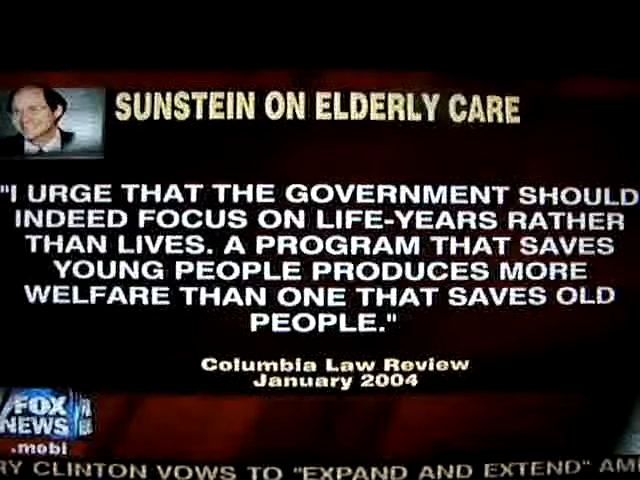 SUNSTEIN ON ELDERLY CARE
"I URGE THAT THE GOVERNMENT SHOULD
INDEED FOCUS ON LIFE-YEARS RATHER
THAN LIVES. A PROGRAM THAT SAVES
YOUNG PEOPLE PRODUCES MORE
WELFARE THAN ONE THAT SAVES OLD
PEOPLE."
Columbia Law Review
January 2004
FOX
NEWS
.mobi
RY CLINTON VOWS TO "EXPAND AND EXTEND" AM